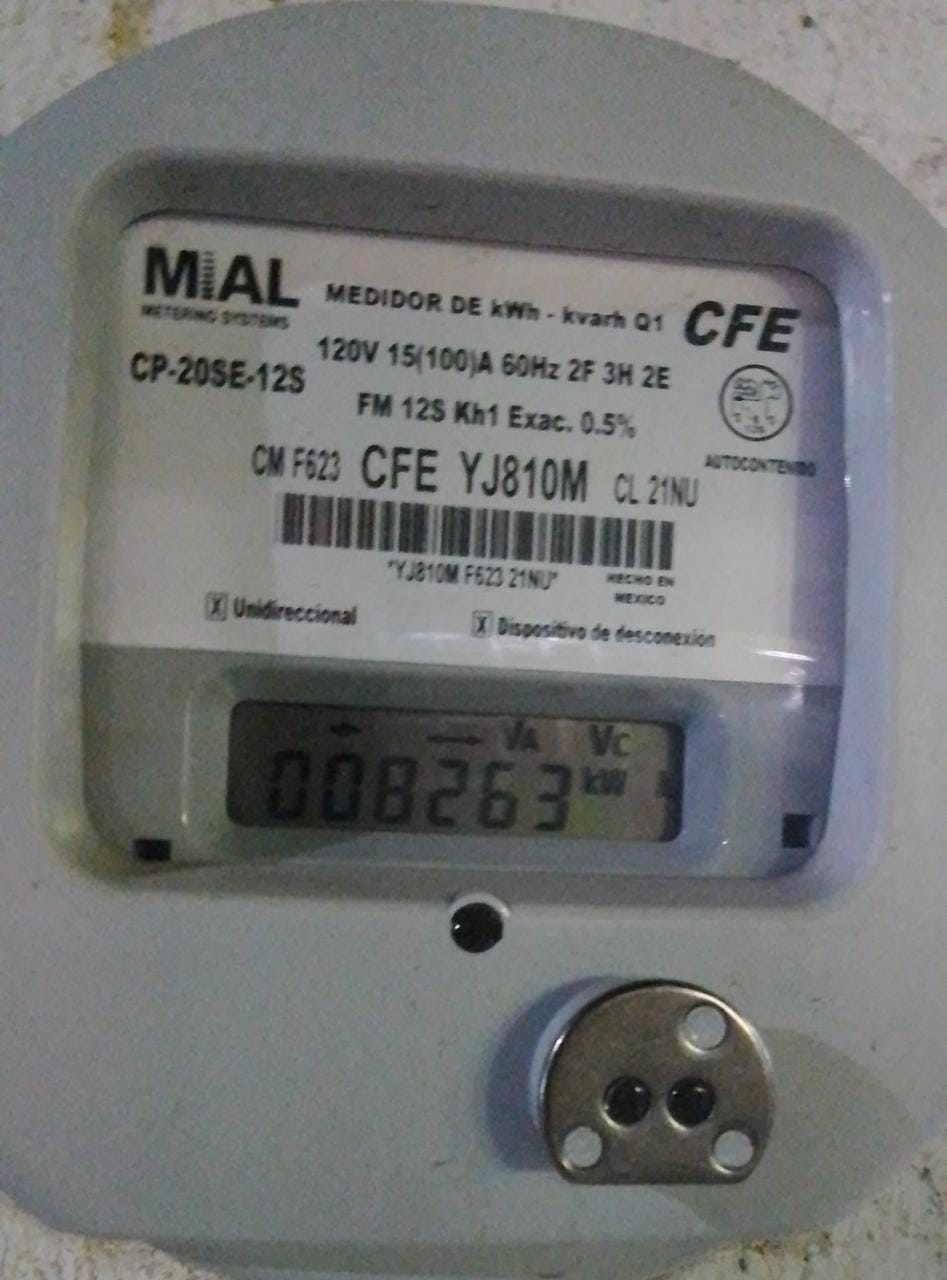 MIAL
METERING SYSTEMS
MEDIDOR DE kWh - kvarh Q1
CFE
CP-20SE-12S
120V 15(100)A 60Hz 2F 3H 2E
FM 12S Kh1 Exac. 0.5%
AUTOCONTENIDO
CM F623 CFE YJ810M CL 21NU
"YJ810M F623 21NU"
HECHO EN
MEXICO
X Unidireccional
X Dispositivo de desconexión
VA VC
008263 kW